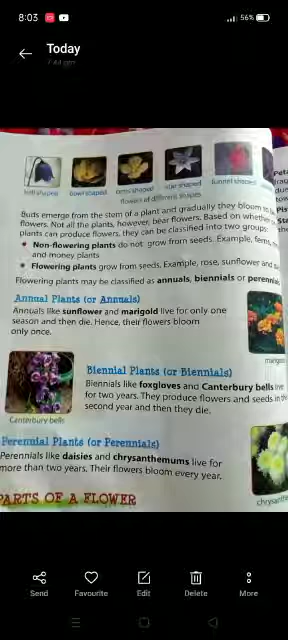 8:03
56%
Today
7:44 pm
bell shaped bowl shaped cross shaped star shaped funnel shaped
flowers of different shapes
Buds emerge from the stem of a plant and gradually they bloom to
flowers. Not all the plants, however, bear flowers. Based on whether
plants can produce flowers, they can be classified into two groups:
• Non-flowering plants do not grow from seeds. Example, ferns,
and money plants
• Flowering plants grow from seeds. Example, rose, sunflower and
Flowering plants may be classified as annuals, biennials or perennia
Annual Plants (or Annuals)
Annuals like sunflower and marigold live for only one
season and then die. Hence, their flowers bloom
only once.
marigo
Biennial Plants (or Biennials)
Biennials like foxgloves and Canterbury bells live
for two years. They produce flowers and seeds in the
second year and then they die.
Canterbury bells
Perennial Plants (or Perennials)
Perennials like daisies and chrysanthemums live for
more than two years. Their flowers bloom every year.
chrysanthe
PARTS OF A FLOWER
Send Favourite Edit Delete More